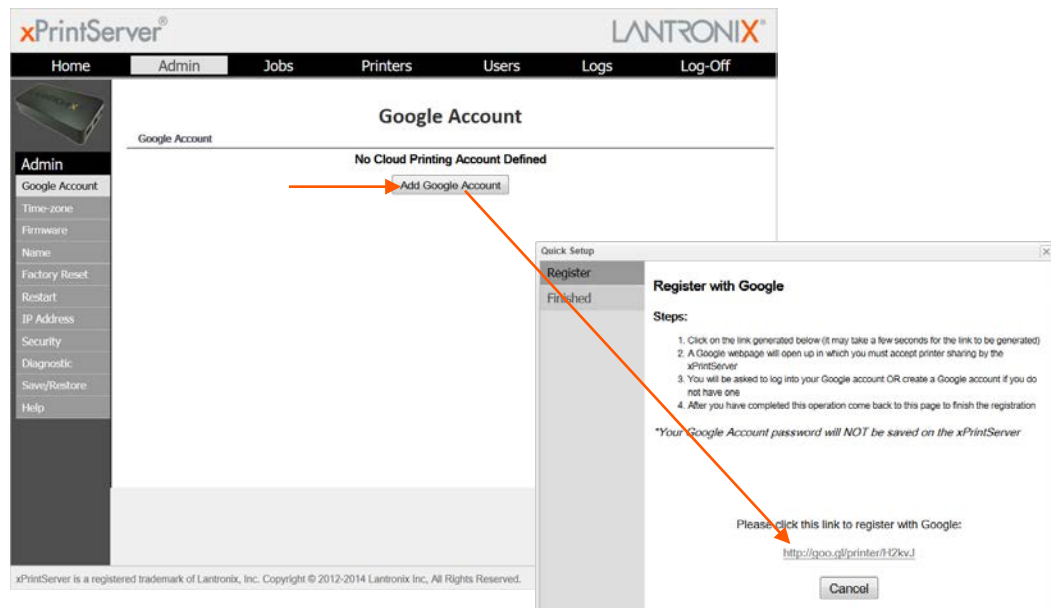 xPrintServer®
LANTRONIX®
Home Admin Jobs Printers Users Logs Log-Off
LANTRONIX
Google Account
Google Account
No Cloud Printing Account Defined
Add Google Account
Admin
Google Account
Time-zone
Firmware
Name
Factory Reset
Restart
IP Address
Security
Diagnostic
Save/Restore
Help
xPrintServer is a registered trademark of Lantronix, Inc. Copyright © 2012-2014 Lantronix Inc, All Rights Reserved.
Quick Setup
Register
Finished
Register with Google
Steps:
1. Click on the link generated below (it may take a few seconds for the link to be generated)
2. A Google webpage will open up in which you must accept printer sharing by the
xPrintServer
3. You will be asked to log into your Google account OR create a Google account if you do
not have one
4. After you have completed this operation come back to this page to finish the registration
*Your Google Account password will NOT be saved on the xPrintServer
Please click this link to register with Google:
http://goo.gl/printer/H2kvJ
Cancel